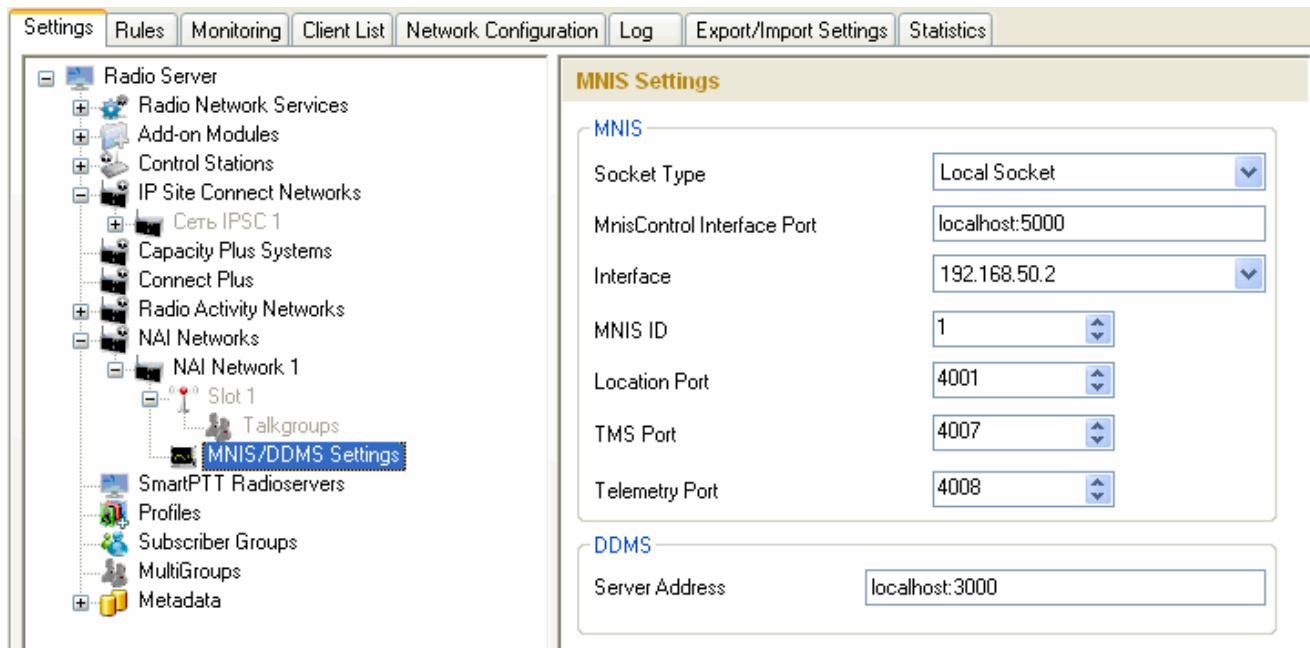 Settings Rules Monitoring Client List Network Configuration Log Export/Import Settings Statistics
Radio Server
Radio Network Services
Add-on Modules
Control Stations
IP Site Connect Networks
Сеть IPSC 1
Capacity Plus Systems
Connect Plus
Radio Activity Networks
NAI Networks
NAI Network 1
Slot 1
Talkgroups
MNIS/DDMS Settings
SmartPTT Radioservers
Profiles
Subscriber Groups
MultiGroups
Metadata
MNIS Settings
MNIS
Socket Type Local Socket
MnisControl Interface Port localhost:5000
Interface 192.168.50.2
MNIS ID 1
Location Port 4001
TMS Port 4007
Telemetry Port 4008
DDMS
Server Address localhost:3000